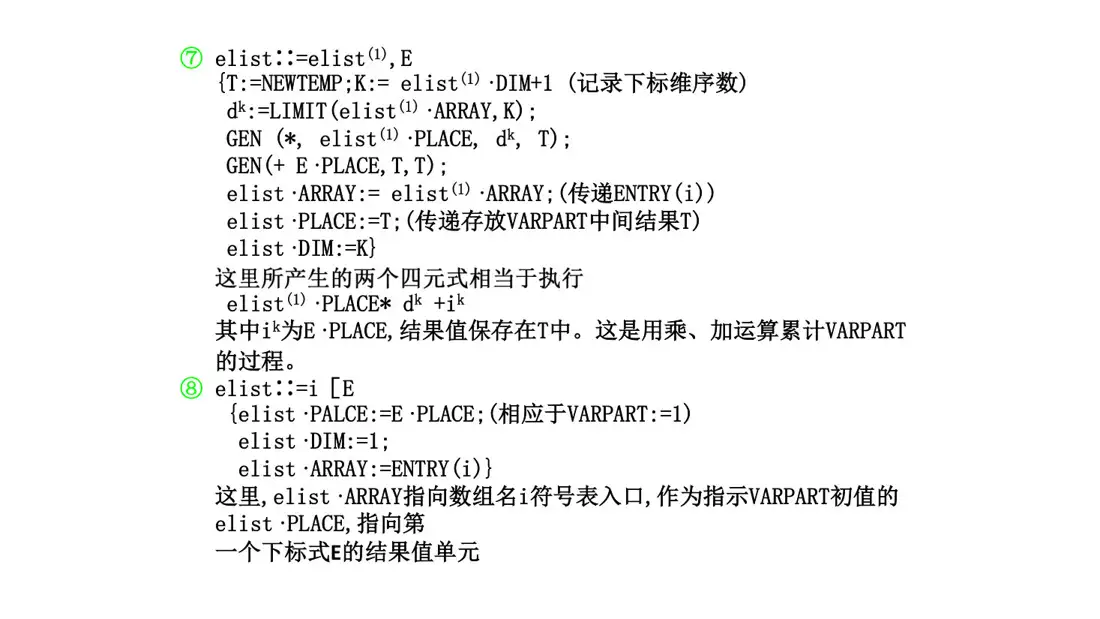 ⑦ elist::=elist⁽¹⁾,E
{T:=NEWTEMP;K:= elist⁽¹⁾·DIM+1 (记录下标维序数)
dᵏ:=LIMIT(elist⁽¹⁾·ARRAY,K);
GEN (*, elist⁽¹⁾·PLACE, dᵏ, T);
GEN(+ E·PLACE,T,T);
elist·ARRAY:= elist⁽¹⁾·ARRAY;(传递ENTRY(i))
elist·PLACE:=T;(传递存放VARPART中间结果T)
elist·DIM:=K}
这里所产生的两个四元式相当于执行
elist⁽¹⁾·PLACE* dᵏ +iᵏ
其中iᵏ为E·PLACE,结果值保存在T中。这是用乘、加运算累计VARPART
的过程。
⑧ elist::=i [E
{elist·PALCE:=E·PLACE;(相应于VARPART:=1)
elist·DIM:=1;
elist·ARRAY:=ENTRY(i)}
这里,elist·ARRAY指向数组名i符号表入口,作为指示VARPART初值的
elist·PLACE,指向第
一个下标式E的结果值单元